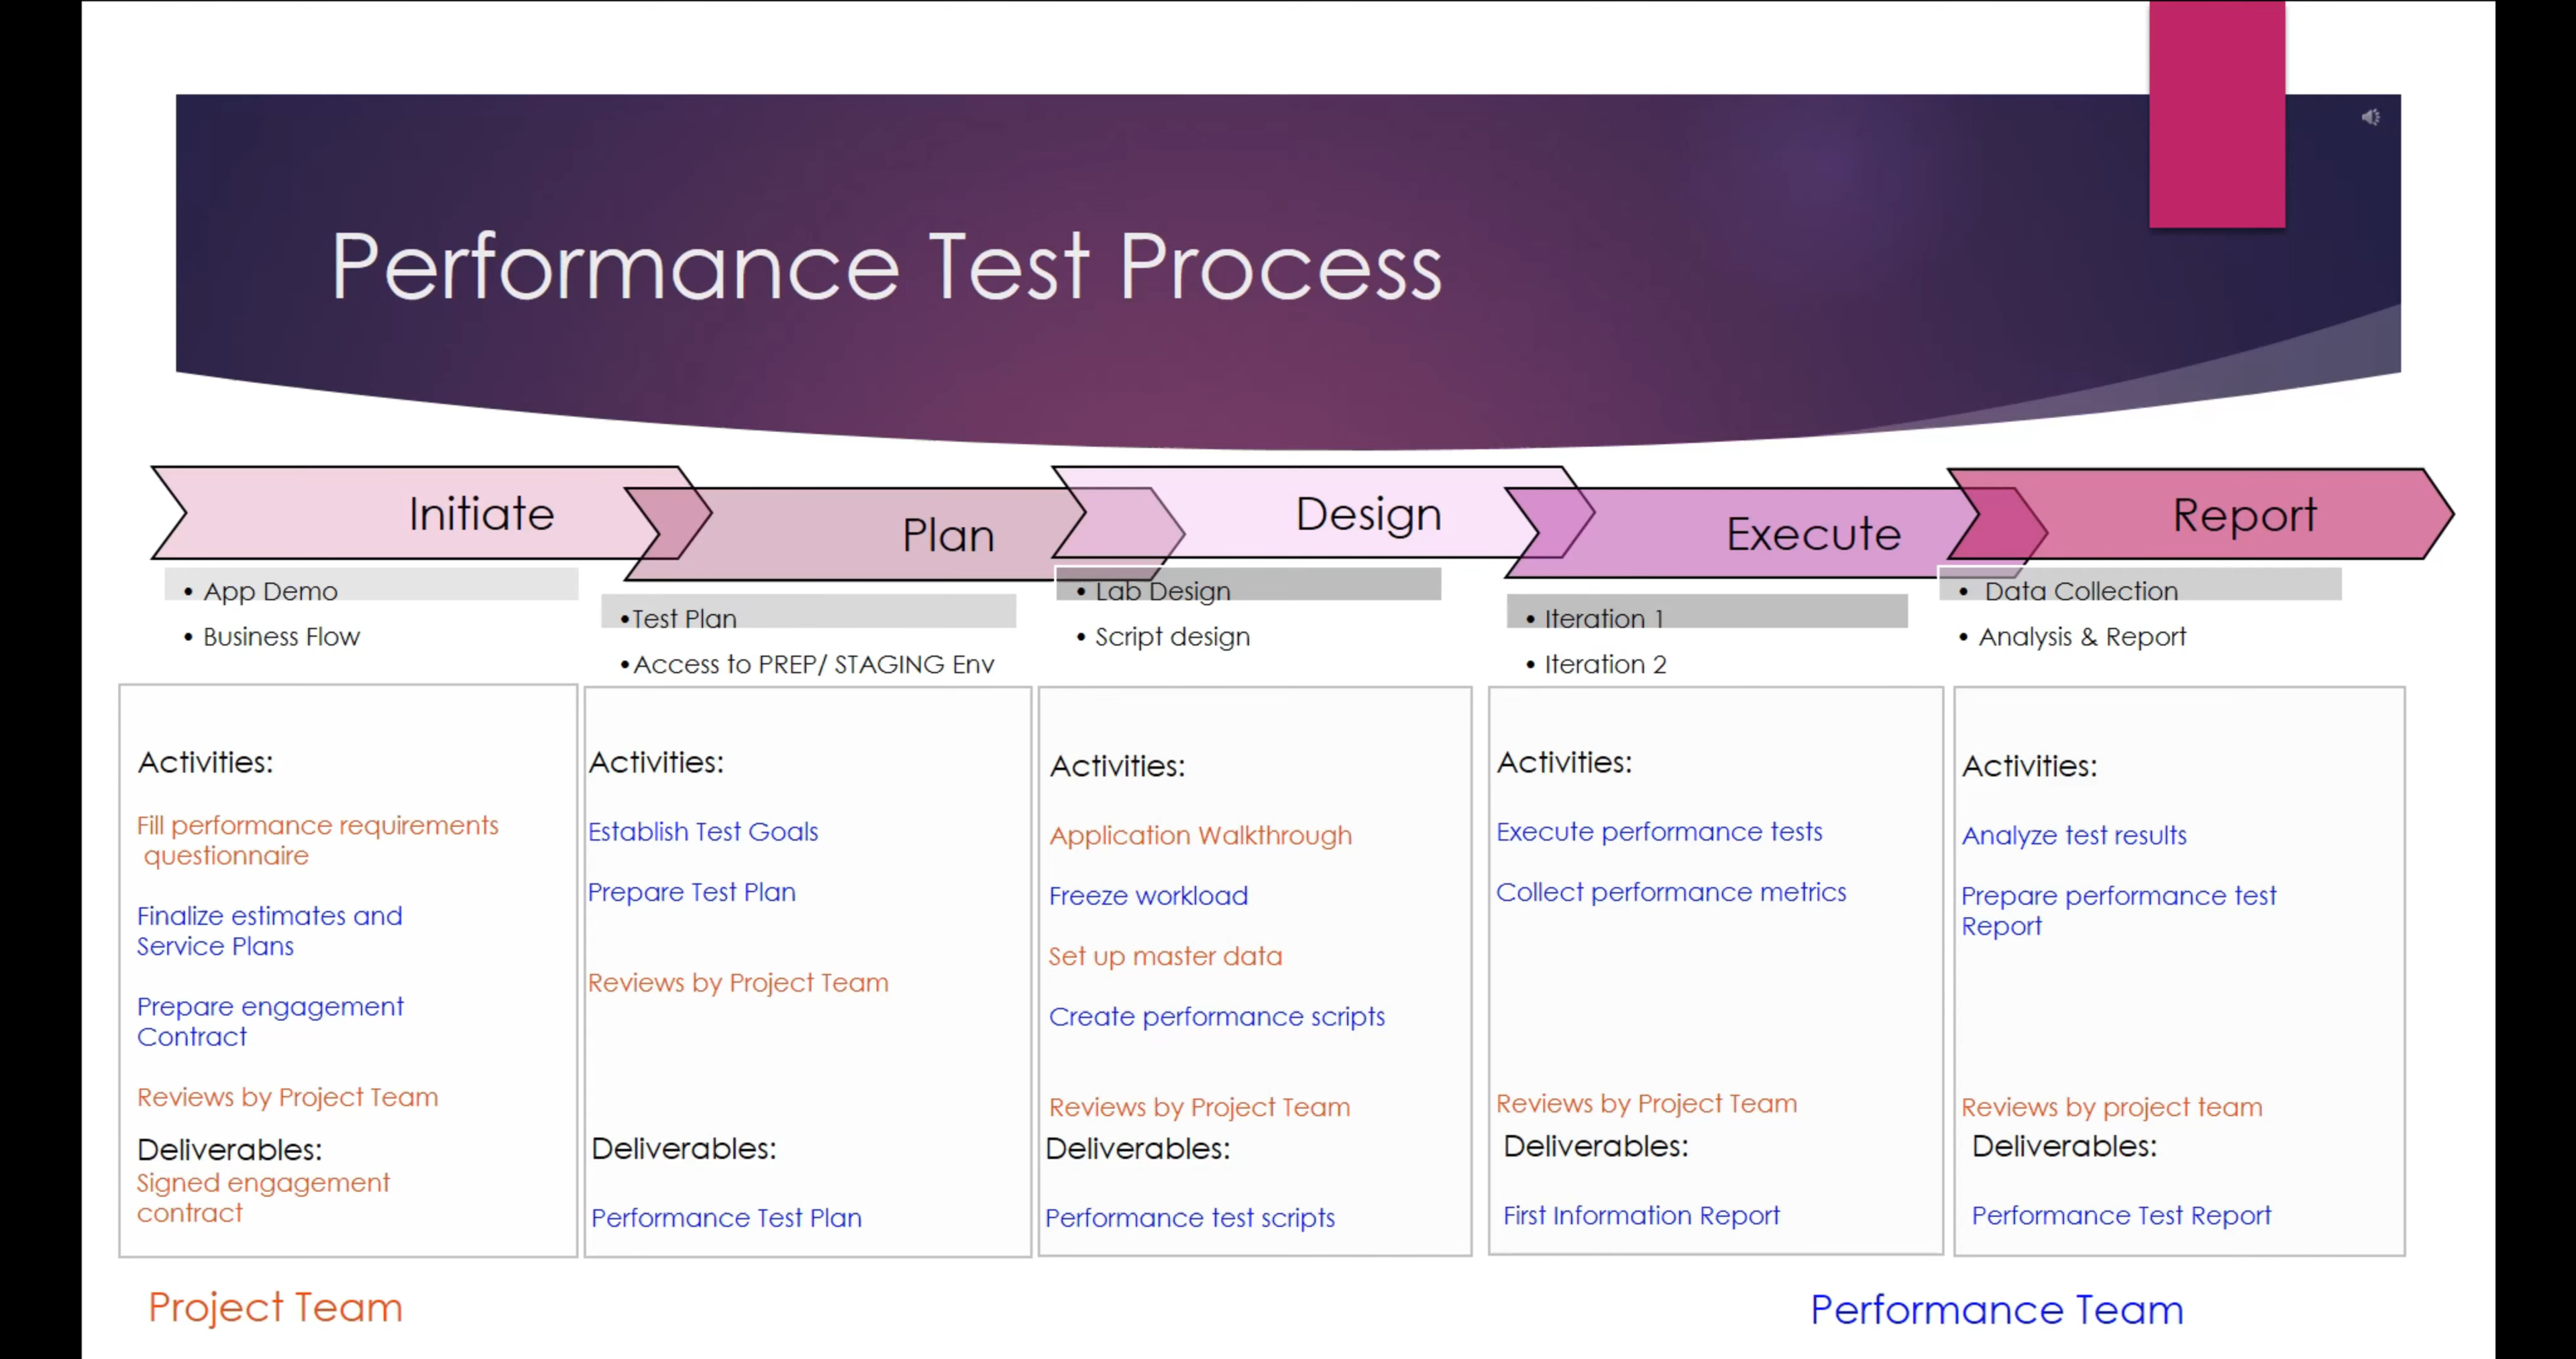 Performance Test Process
Initiate
• App Demo
• Business Flow
Plan
•Test Plan
•Access to PREP/ STAGING Env
Design
• Lab Design
• Script design
Execute
• Iteration 1
• Iteration 2
Report
• Data Collection
• Analysis & Report
Activities:
Fill performance requirements
questionnaire
Finalize estimates and
Service Plans
Prepare engagement
Contract
Reviews by Project Team
Deliverables:
Signed engagement
contract
Activities:
Establish Test Goals
Prepare Test Plan
Reviews by Project Team
Deliverables:
Performance Test Plan
Activities:
Application Walkthrough
Freeze workload
Set up master data
Create performance scripts
Reviews by Project Team
Deliverables:
Performance test scripts
Activities:
Execute performance tests
Collect performance metrics
Reviews by Project Team
Deliverables:
First Information Report
Activities:
Analyze test results
Prepare performance test
Report
Reviews by project team
Deliverables:
Performance Test Report
Project Team
Performance Team